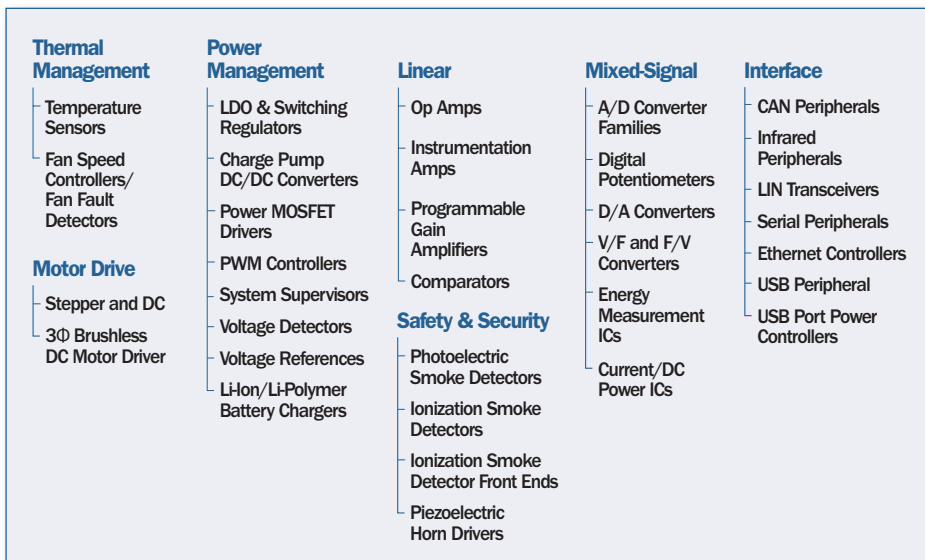 Thermal
Management
Temperature
Sensors
Fan Speed
Controllers/
Fan Fault
Detectors
Motor Drive
Stepper and DC
3Φ Brushless
DC Motor Driver
Power
Management
LDO & Switching
Regulators
Charge Pump
DC/DC Converters
Power MOSFET
Drivers
PWM Controllers
System Supervisors
Voltage Detectors
Voltage References
Li-Ion/Li-Polymer
Battery Chargers
Linear
Op Amps
Instrumentation
Amps
Programmable
Gain
Amplifiers
Comparators
Safety & Security
Photoelectric
Smoke Detectors
Ionization Smoke
Detectors
Ionization Smoke
Detector Front Ends
Piezoelectric
Horn Drivers
Mixed-Signal
A/D Converter
Families
Digital
Potentiometers
D/A Converters
V/F and F/V
Converters
Energy
Measurement
ICs
Current/DC
Power ICs
Interface
CAN Peripherals
Infrared
Peripherals
LIN Transceivers
Serial Peripherals
Ethernet Controllers
USB Peripheral
USB Port Power
Controllers